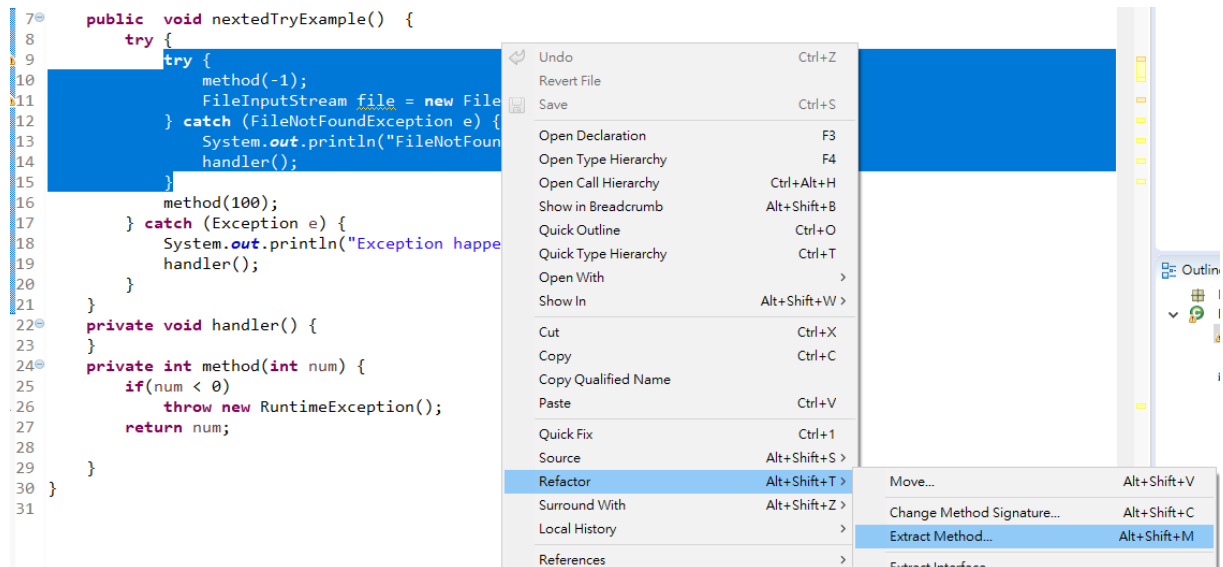 7 public void nextedTryExample() {
8 try {
9 try {
10 method(-1);
11 FileInputStream file = new File
12 } catch (FileNotFoundException e) {
13 System.out.println("FileNotFoun
14 handler();
15 }
16 method(100);
17 } catch (Exception e) {
18 System.out.println("Exception happe
19 handler();
20 }
21 }
22 private void handler() {
23 }
24 private int method(int num) {
25 if(num < 0)
26 throw new RuntimeException();
27 return num;
28
29 }
30 }
31
Undo Ctrl+Z
Revert File
Save Ctrl+S
Open Declaration F3
Open Type Hierarchy F4
Open Call Hierarchy Ctrl+Alt+H
Show in Breadcrumb Alt+Shift+B
Quick Outline Ctrl+O
Quick Type Hierarchy Ctrl+T
Open With >
Show In Alt+Shift+W >
Cut Ctrl+X
Copy Ctrl+C
Copy Qualified Name
Paste Ctrl+V
Quick Fix Ctrl+1
Source Alt+Shift+S >
Refactor Alt+Shift+T >
Surround With Alt+Shift+Z >
Local History >
References >
Move... Alt+Shift+V
Change Method Signature... Alt+Shift+C
Extract Method... Alt+Shift+M
Extract Interface
Outlin